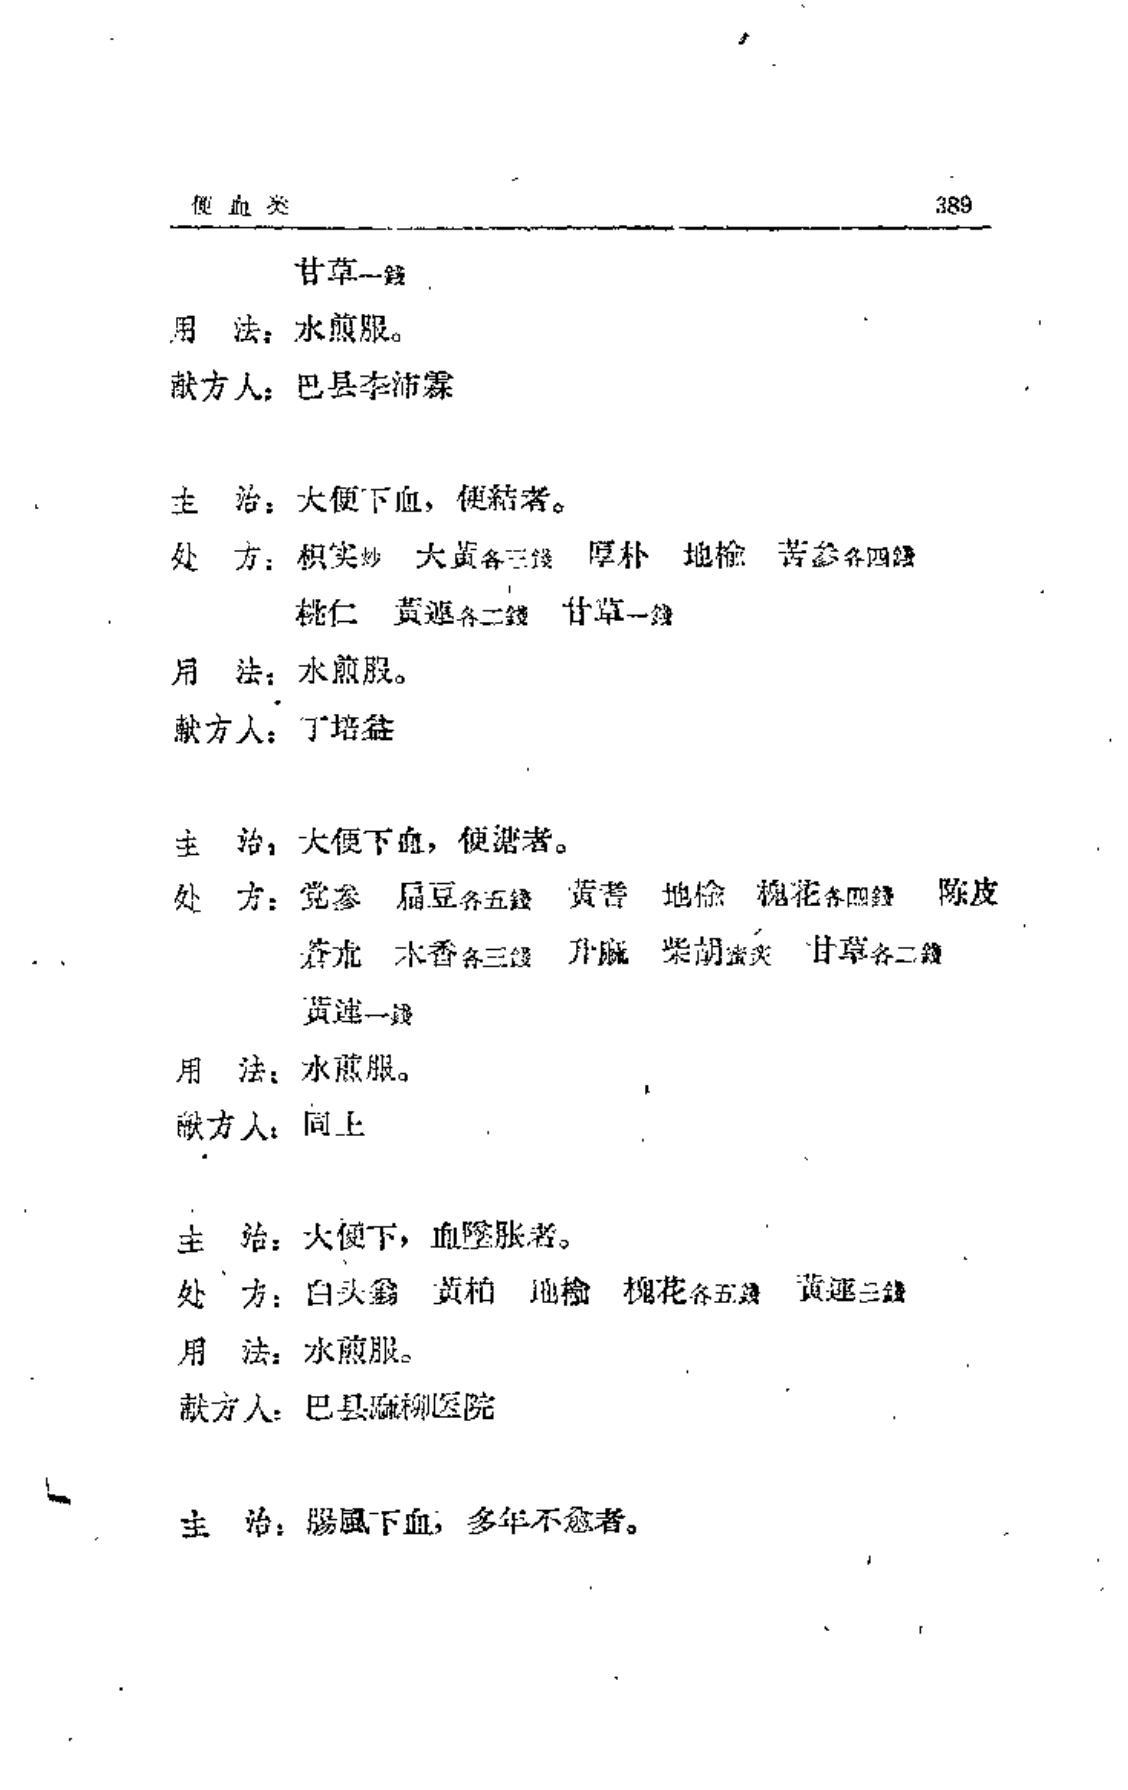 便血类 389
甘草一錢
用 法：水煎服。
献方人：巴县李沛霖
主 治：大便下血，便結者。
处 方：枳实炒 大黄各三錢 厚朴 地榆 苦参各四錢
桃仁 黄連各二錢 甘草一錢
用 法：水煎服。
献方人：丁培益
主 治：大便下血，便溏者。
处 方：党参 扁豆各五錢 黄耆 地榆 槐花各四錢 陈皮
蒼朮 木香各三錢 升麻 柴胡蜜炙 甘草各二錢
黄連一錢
用 法：水煎服。
献方人：同上
主 治：大便下，血墜胀者。
处 方：白头翁 黄柏 地榆 槐花各五錢 黄連三錢
用 法：水煎服。
献方人：巴县麻柳医院
主 治：腸風下血，多年不愈者。